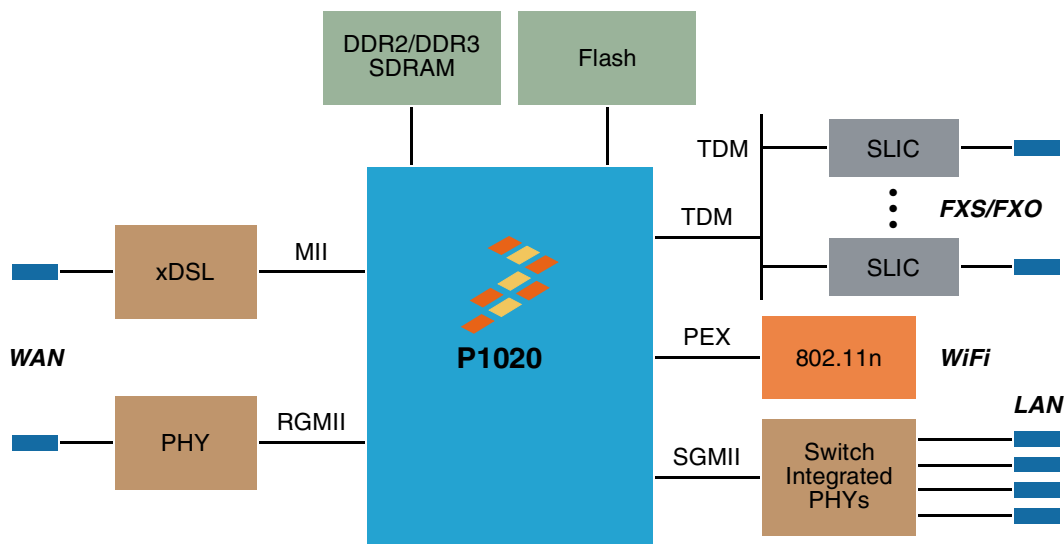 DDR2/DDR3
SDRAM
Flash
TDM
SLIC
TDM
FXS/FXO
SLIC
MII
xDSL
WAN
P1020
PEX
802.11n
WiFi
LAN
RGMII
PHY
SGMII
Switch
Integrated
PHYs